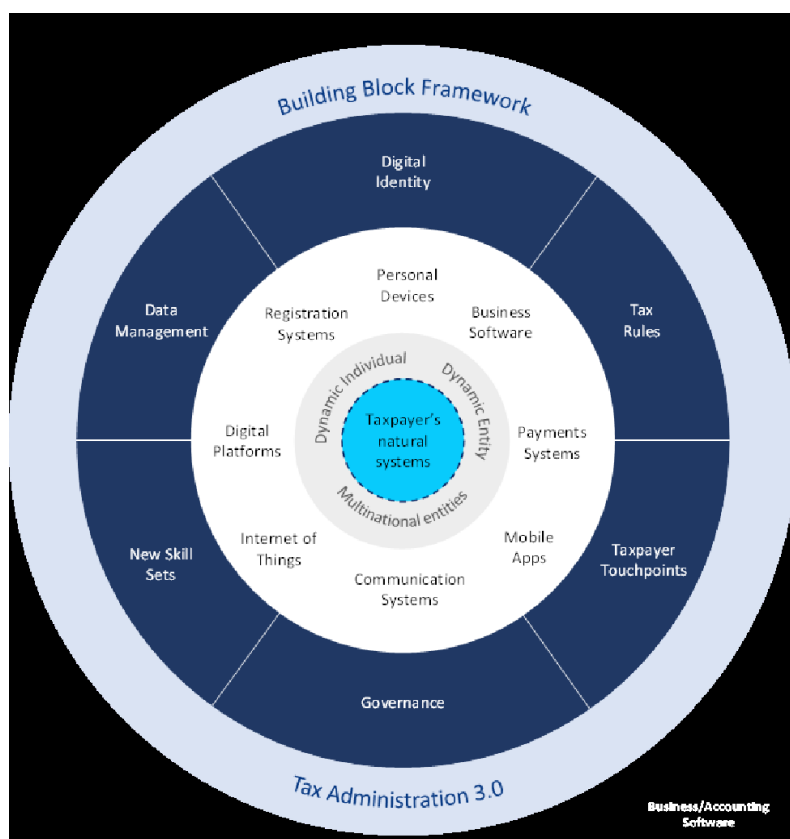 Building Block Framework
Digital
Identity
Data
Management
Tax
Rules
New Skill
Sets
Taxpayer
Touchpoints
Governance
Personal
Devices
Registration
Systems
Business
Software
Digital
Platforms
Payments
Systems
Internet of
Things
Mobile
Apps
Communication
Systems
Dynamic Individual
Dynamic Entity
Multinational entities
Taxpayer's
natural
systems
Tax Administration 3.0
Business/Accounting
Software